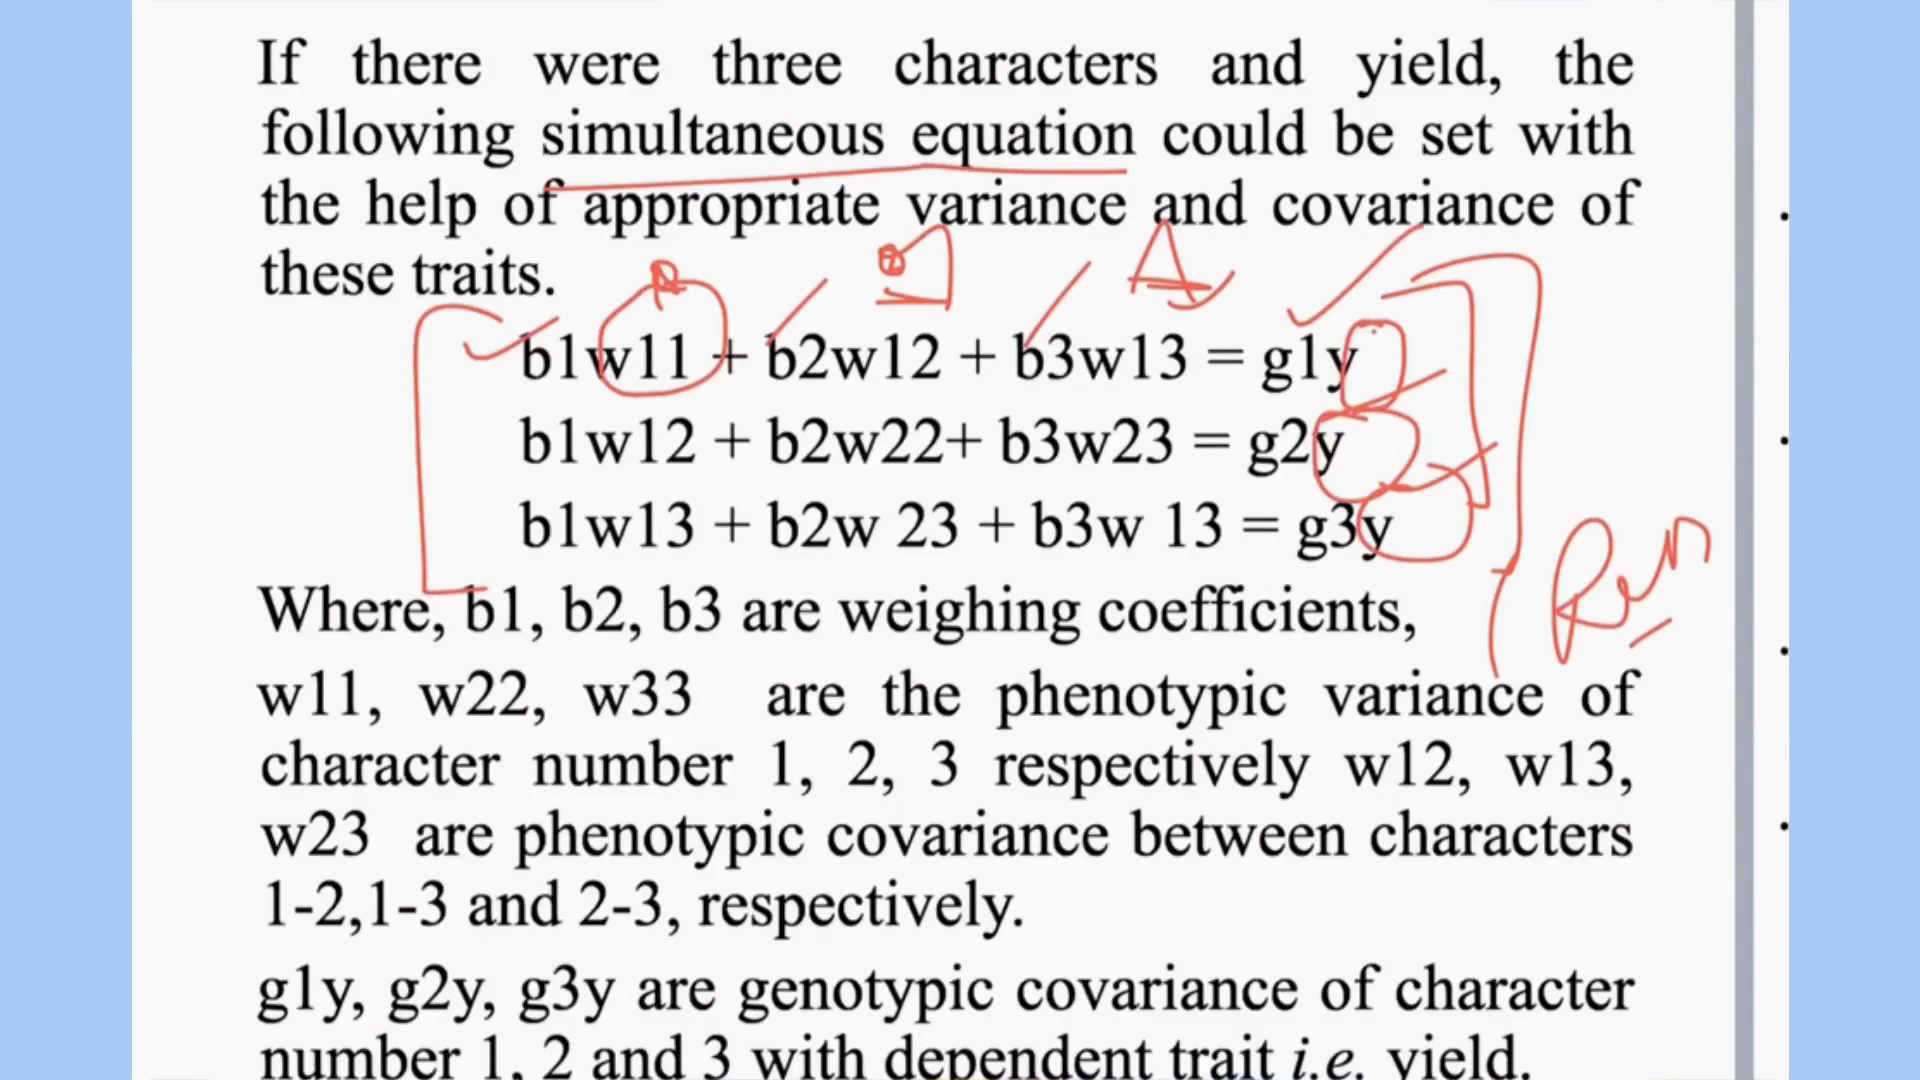 If there were three characters and yield, the
following simultaneous equation could be set with
the help of appropriate variance and covariance of
these traits.
b1w11 + b2w12 + b3w13 = g1y
b1w12 + b2w22+ b3w23 = g2y
b1w13 + b2w 23 + b3w 13 = g3y
Where, b1, b2, b3 are weighing coefficients,
w11, w22, w33 are the phenotypic variance of
character number 1, 2, 3 respectively w12, w13,
w23 are phenotypic covariance between characters
1-2,1-3 and 2-3, respectively.
g1y, g2y, g3y are genotypic covariance of character
number 1, 2 and 3 with dependent trait i.e. yield.